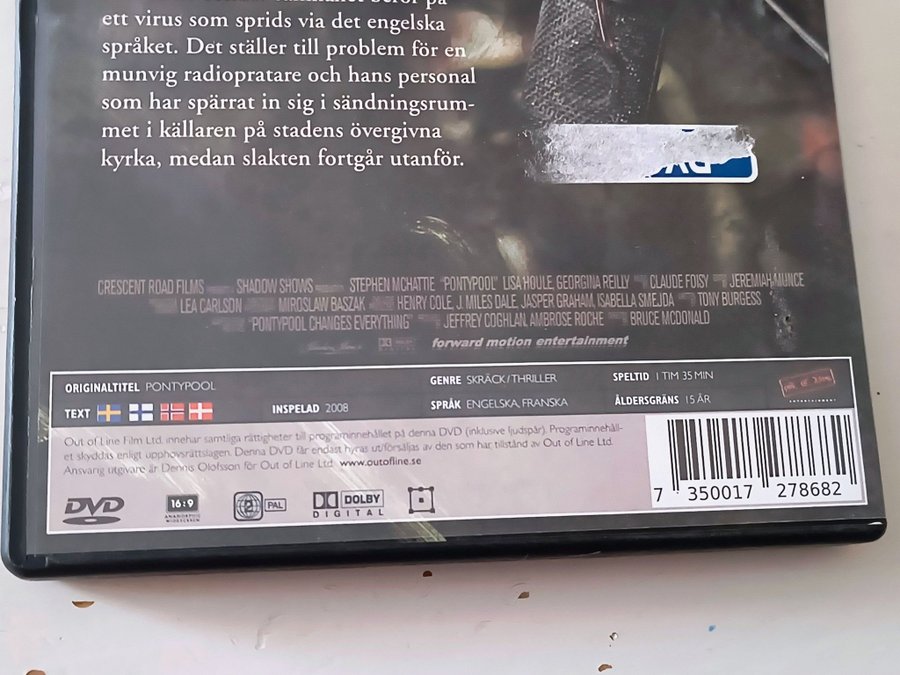 ett virus som sprids via det engelska
språket. Det ställer till problem för en
munvig radiopratare och hans personal
som har spärrat in sig i sändningsrum-
met i källaren på stadens övergivna
kyrka, medan slakten fortgår utanför.
CRESCENT ROAD FILMS SHADOW SHOWS STEPHEN MCHATTIE "PONTYPOOL" LISA HOULE, GEORGINA REILLY CLAUDE FOISY JEREMIAH MUNCE
LEA CARLSON MIROSLAW BASZAK HENRY COLE, J. MILES DALE, JASPER GRAHAM, ISABELLA SMEJDA TONY BURGESS
"PONTYPOOL CHANGES EVERYTHING" JEFFREY COGHLAN, AMBROSE ROCHE BRUCE MCDONALD
forward motion entertainment
ORIGINALTITEL PONTYPOOL GENRE SKRÄCK/THRILLER SPELTID 1 TIM 35 MIN
TEXT INSPELAD 2008 SPRÅK ENGELSKA, FRANSKA ÅLDERSGRÄNS 15 ÅR
Out of Line Film Ltd. innehar samtliga rättigheter till programinnehållet på denna DVD (inklusive ljudspår). Programinnehåll-
et skyddas enligt upphovsrättslagen. Denna DVD får endast hyras ut/försäljas av den som har tillstånd av Out of Line Ltd.
Ansvarig utgivare är Dennis Olofsson för Out of Line Ltd. www.outofline.se
DVD 16:9 2 PAL DOLBY
ANAMORPHIC WIDESCREEN DIGITAL
7 350017 278682